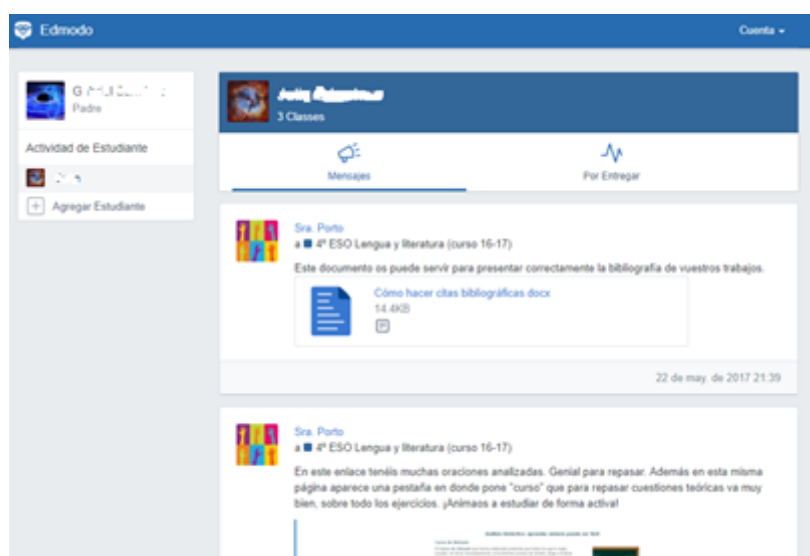 Edmodo
Cuenta
Padre
Actividad de Estudiante
Agregar Estudiante
3 Classes
Mensajes
Por Entregar
Sra. Porto
a 4º ESO Lengua y literatura (curso 16-17)
Este documento os puede servir para presentar correctamente la bibliografía de vuestros trabajos.
Cómo hacer citas bibliográficas.docx
14.4KB
22 de may. de 2017 21:39
Sra. Porto
a 4º ESO Lengua y literatura (curso 16-17)
En este enlace tenéis muchas oraciones analizadas. Genial para repasar. Además en esta misma
página aparece una pestaña en donde pone "curso" que para repasar cuestiones teóricas va muy
bien, sobre todo los ejercicios. ¡Animaos a estudiar de forma activa!